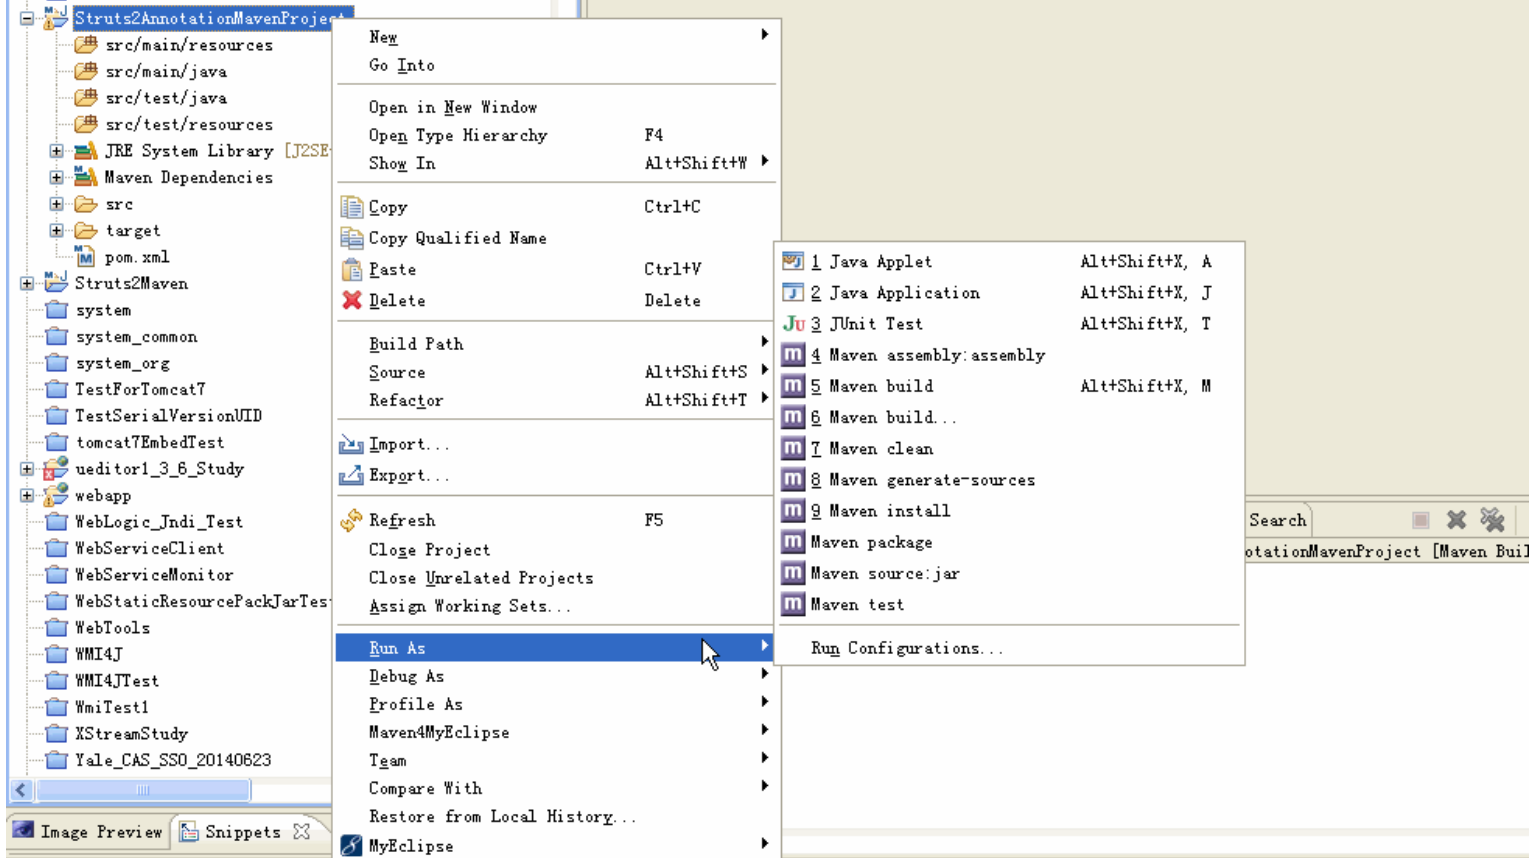 Struts2AnnotationMavenProject
src/main/resources
src/main/java
src/test/java
src/test/resources
JRE System Library [J2SE-
Maven Dependencies
src
target
pom.xml
Struts2Maven
system
system_common
system_org
TestForTomcat7
TestSerialVersionUID
tomcat7EmbedTest
ueditor1_3_6_Study
webapp
WebLogic_Jndi_Test
WebServiceClient
WebServiceMonitor
WebStaticResourcePackJarTest
WebTools
WMI4J
WMI4JTest
WmiTest1
XStreamStudy
Yale_CAS_SSO_20140623
Image Preview
Snippets
New
Go Into
Open in New Window
Open Type Hierarchy F4
Show In Alt+Shift+W
Copy Ctrl+C
Copy Qualified Name
Paste Ctrl+V
Delete Delete
Build Path
Source Alt+Shift+S
Refactor Alt+Shift+T
Import...
Export...
Refresh F5
Close Project
Close Unrelated Projects
Assign Working Sets...
Run As
Debug As
Profile As
Maven4MyEclipse
Team
Compare With
Restore from Local History...
MyEclipse
1 Java Applet Alt+Shift+X, A
2 Java Application Alt+Shift+X, J
Ju 3 JUnit Test Alt+Shift+X, T
m 4 Maven assembly:assembly
m 5 Maven build Alt+Shift+X, M
m 6 Maven build...
m 7 Maven clean
m 8 Maven generate-sources
m 9 Maven install
m Maven package
m Maven source:jar
m Maven test
Run Configurations...
Search
otationMavenProject [Maven Buil